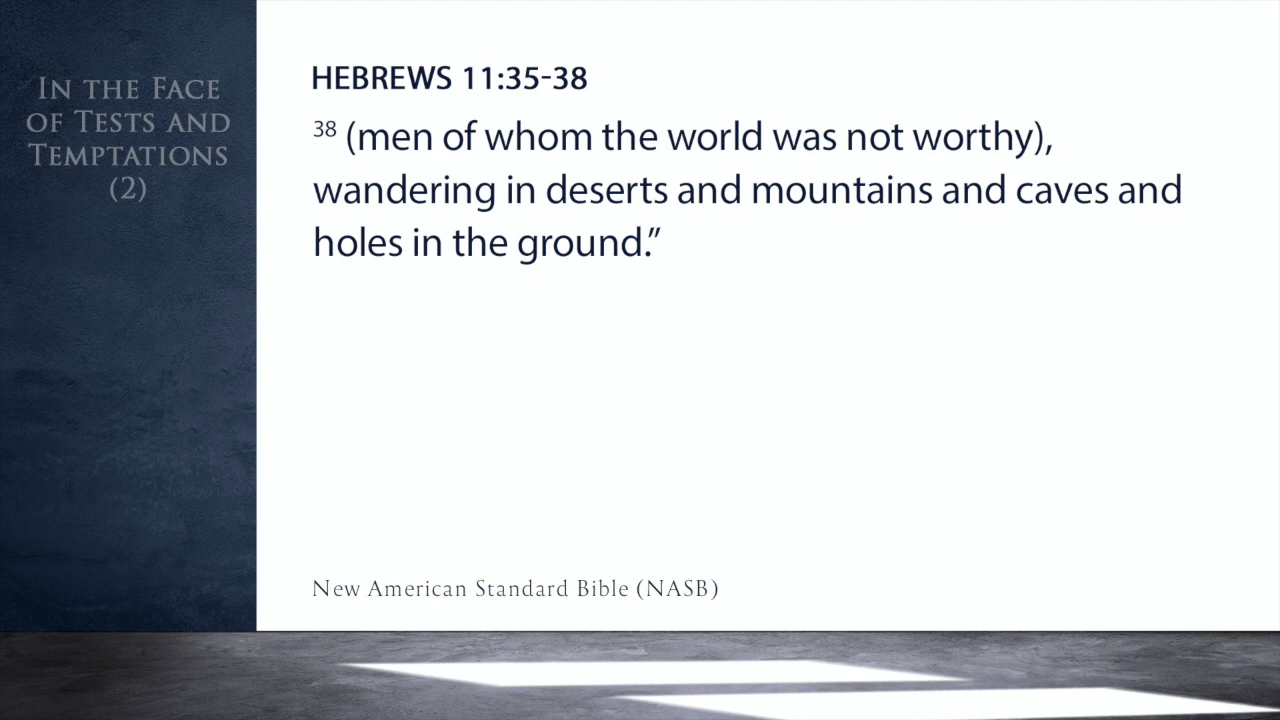 In the Face
of Tests and
Temptations
(2)
HEBREWS 11:35-38
38 (men of whom the world was not worthy),
wandering in deserts and mountains and caves and
holes in the ground.”
New American Standard Bible (NASB)